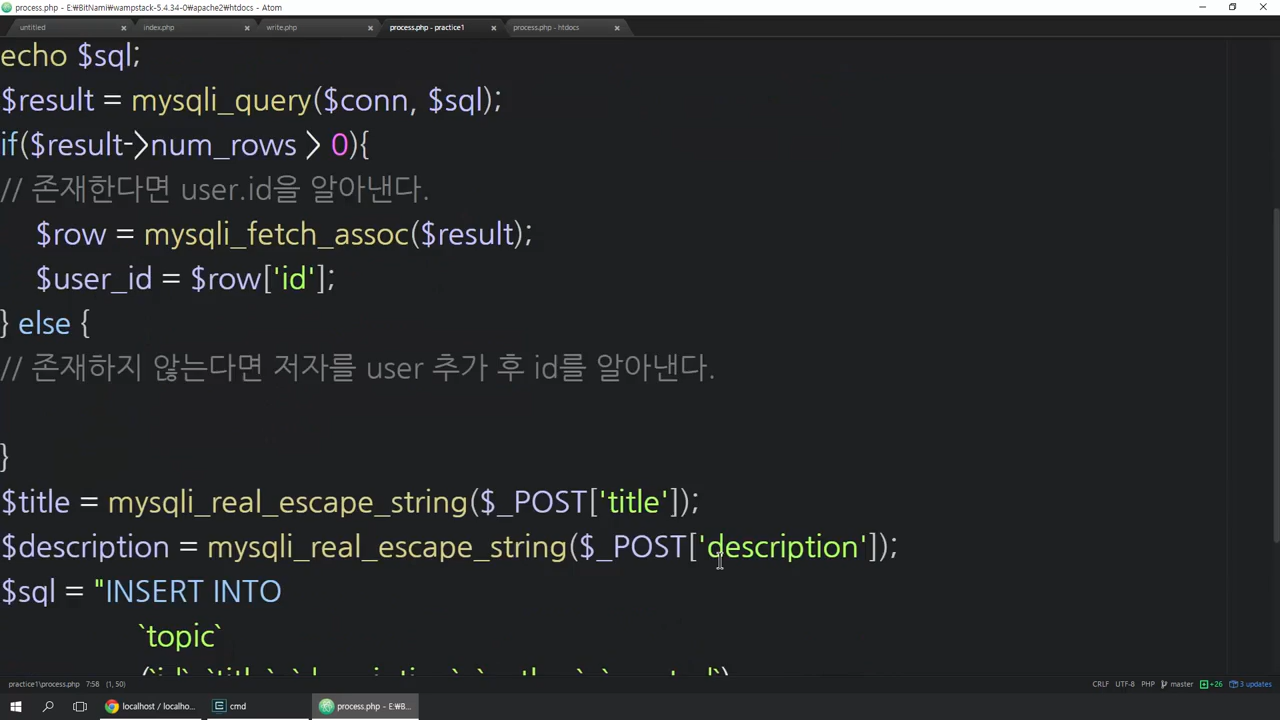 process.php - E:₩BitNami₩wampstack-5.4.34-0₩apache2₩htdocs - Atom
untitled
index.php
write.php
process.php - practice1
process.php - htdocs
echo $sql;
$result = mysqli_query($conn, $sql);
if($result->num_rows > 0){
// 존재한다면 user.id을 알아낸다.
$row = mysqli_fetch_assoc($result);
$user_id = $row['id'];
} else {
// 존재하지 않는다면 저자를 user 추가 후 id를 알아낸다.
}
$title = mysqli_real_escape_string($_POST['title']);
$description = mysqli_real_escape_string($_POST['description']);
$sql = "INSERT INTO
`topic`
practice1\process.php 7:58 (1, 50)
CRLF UTF-8 PHP master +26 3 updates
localhost / localho...
cmd
process.php - E:₩B...